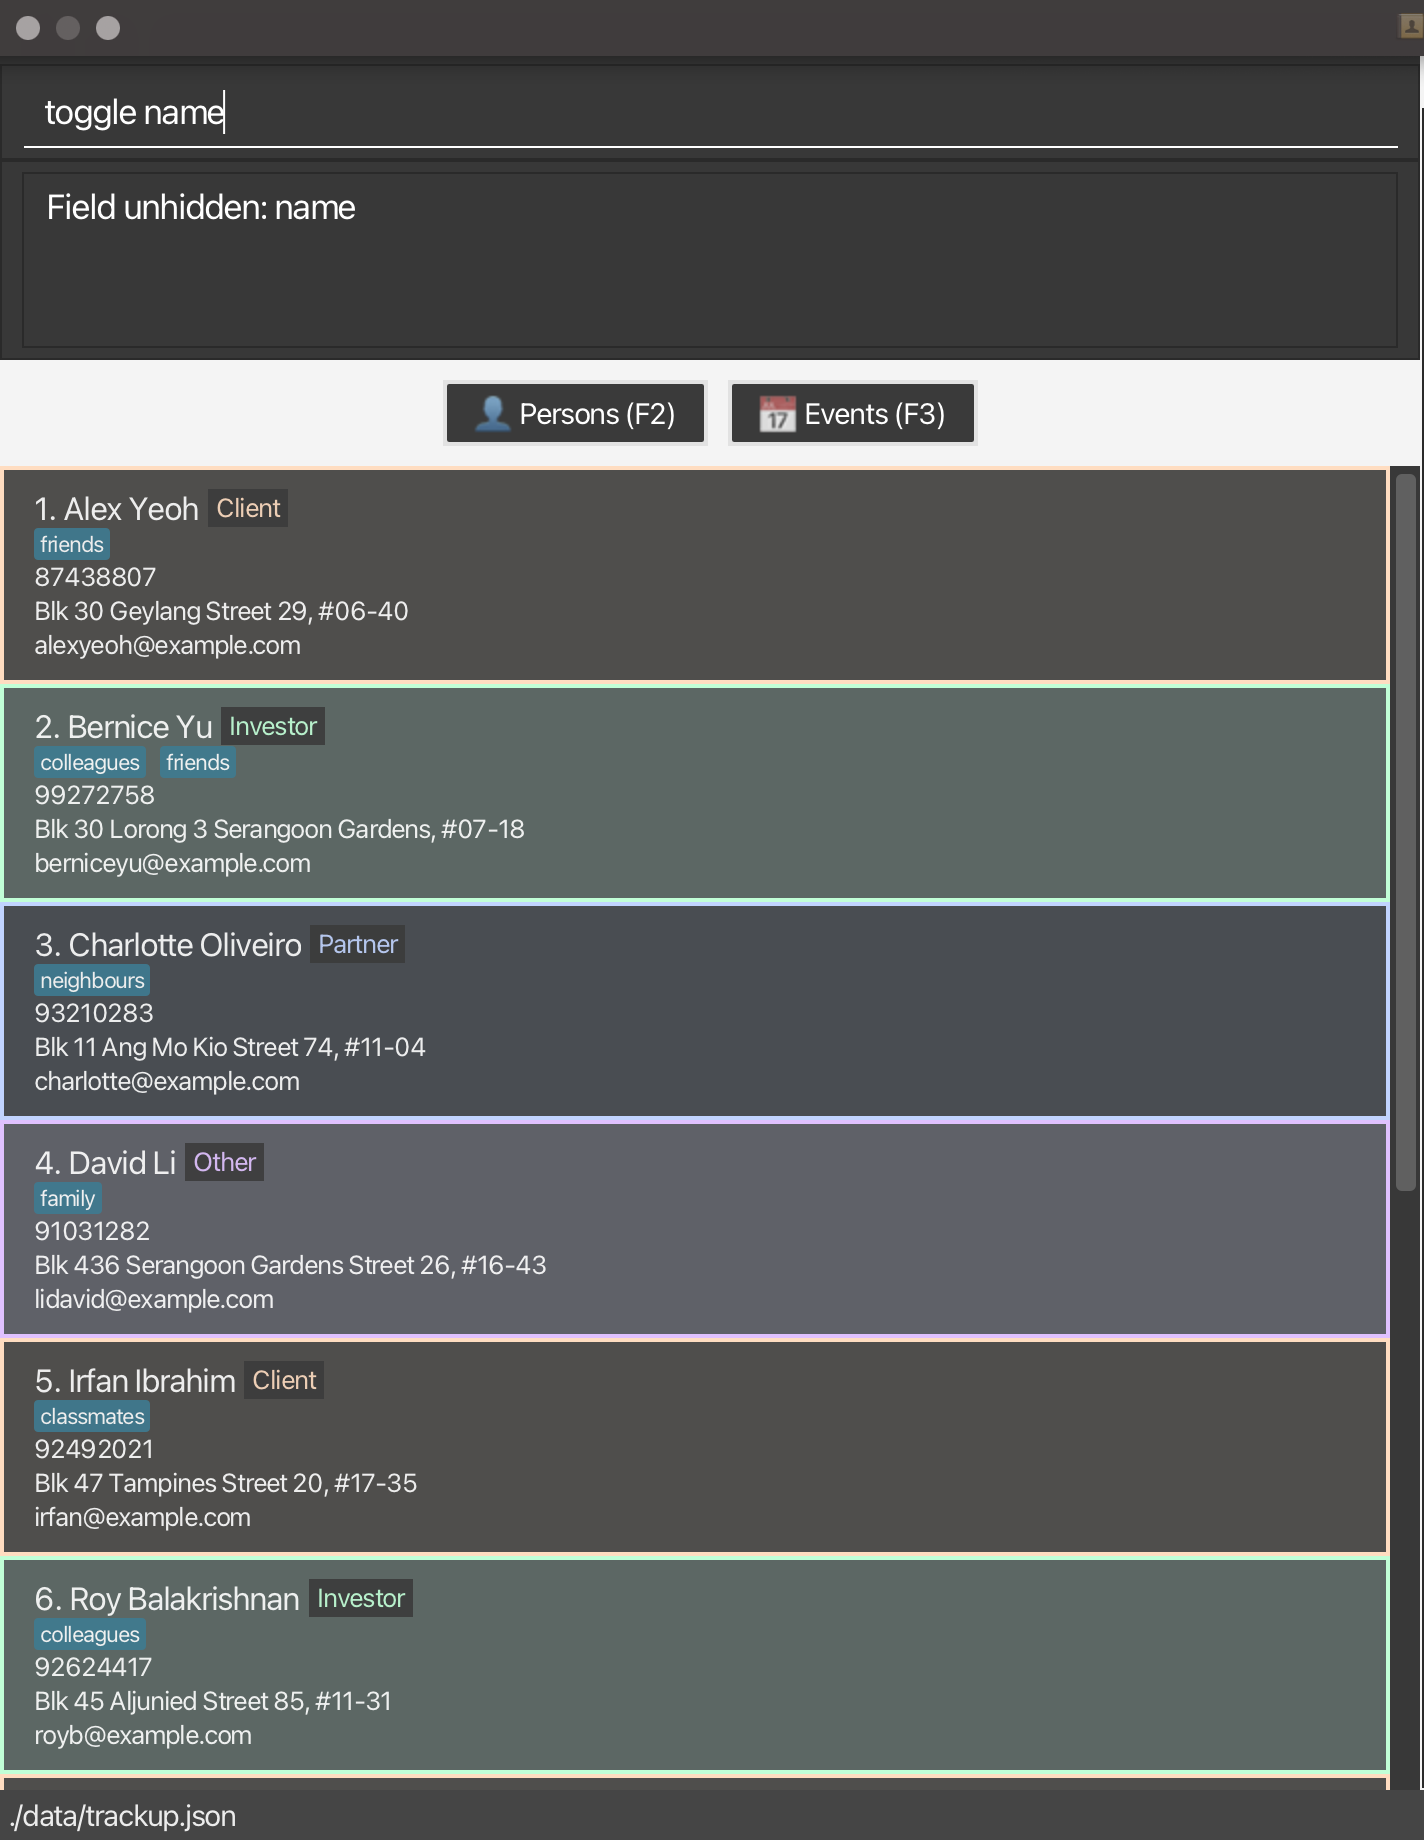 toggle name
Field unhidden: name
Persons (F2) Events (F3)
1. Alex Yeoh Client
friends
87438807
Blk 30 Geylang Street 29, #06-40
alexyeoh@example.com
2. Bernice Yu Investor
colleagues friends
99272758
Blk 30 Lorong 3 Serangoon Gardens, #07-18
berniceyu@example.com
3. Charlotte Oliveiro Partner
neighbours
93210283
Blk 11 Ang Mo Kio Street 74, #11-04
charlotte@example.com
4. David Li Other
family
91031282
Blk 436 Serangoon Gardens Street 26, #16-43
lidavid@example.com
5. Irfan Ibrahim Client
classmates
92492021
Blk 47 Tampines Street 20, #17-35
irfan@example.com
6. Roy Balakrishnan Investor
colleagues
92624417
Blk 45 Aljunied Street 85, #11-31
royb@example.com
./data/trackup.json